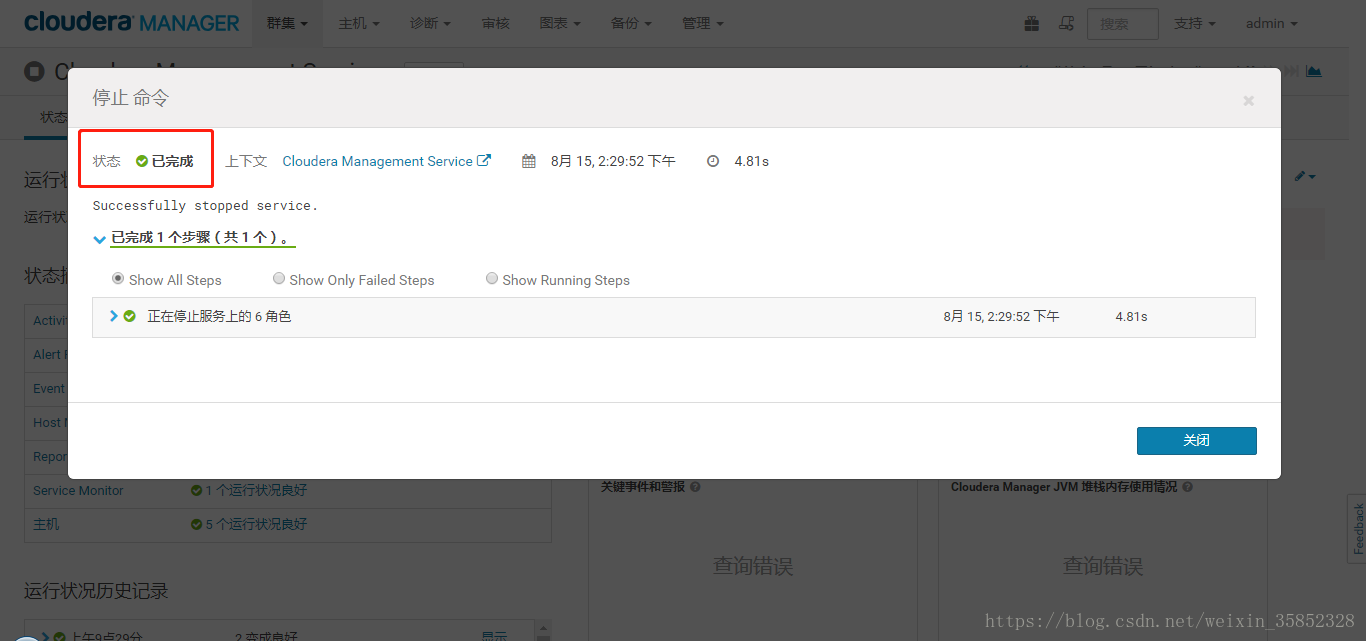 cloudera MANAGER 群集 主机 诊断 审核 图表 备份 管理 搜索 支持 admin
停止 命令
状态
状态 已完成 上下文 Cloudera Management Service 8月 15, 2:29:52 下午 4.81s
运行状
Successfully stopped service.
运行状
已完成 1 个步骤 ( 共 1 个 ) 。
状态
Show All Steps Show Only Failed Steps Show Running Steps
正在停止服务上的 6 角色 8月 15, 2:29:52 下午 4.81s
Activi
Alert
Event
Host
Repor
关闭
Service Monitor 1 个运行状况良好
关键事件和警报 Cloudera Manager JVM 堆栈内存使用情况
主机 5 个运行状况良好
Feedback
查询错误 查询错误
运行状况历史记录
https://blog.csdn.net/weixin_35852328
上午9点29分 2 变成良好 显示